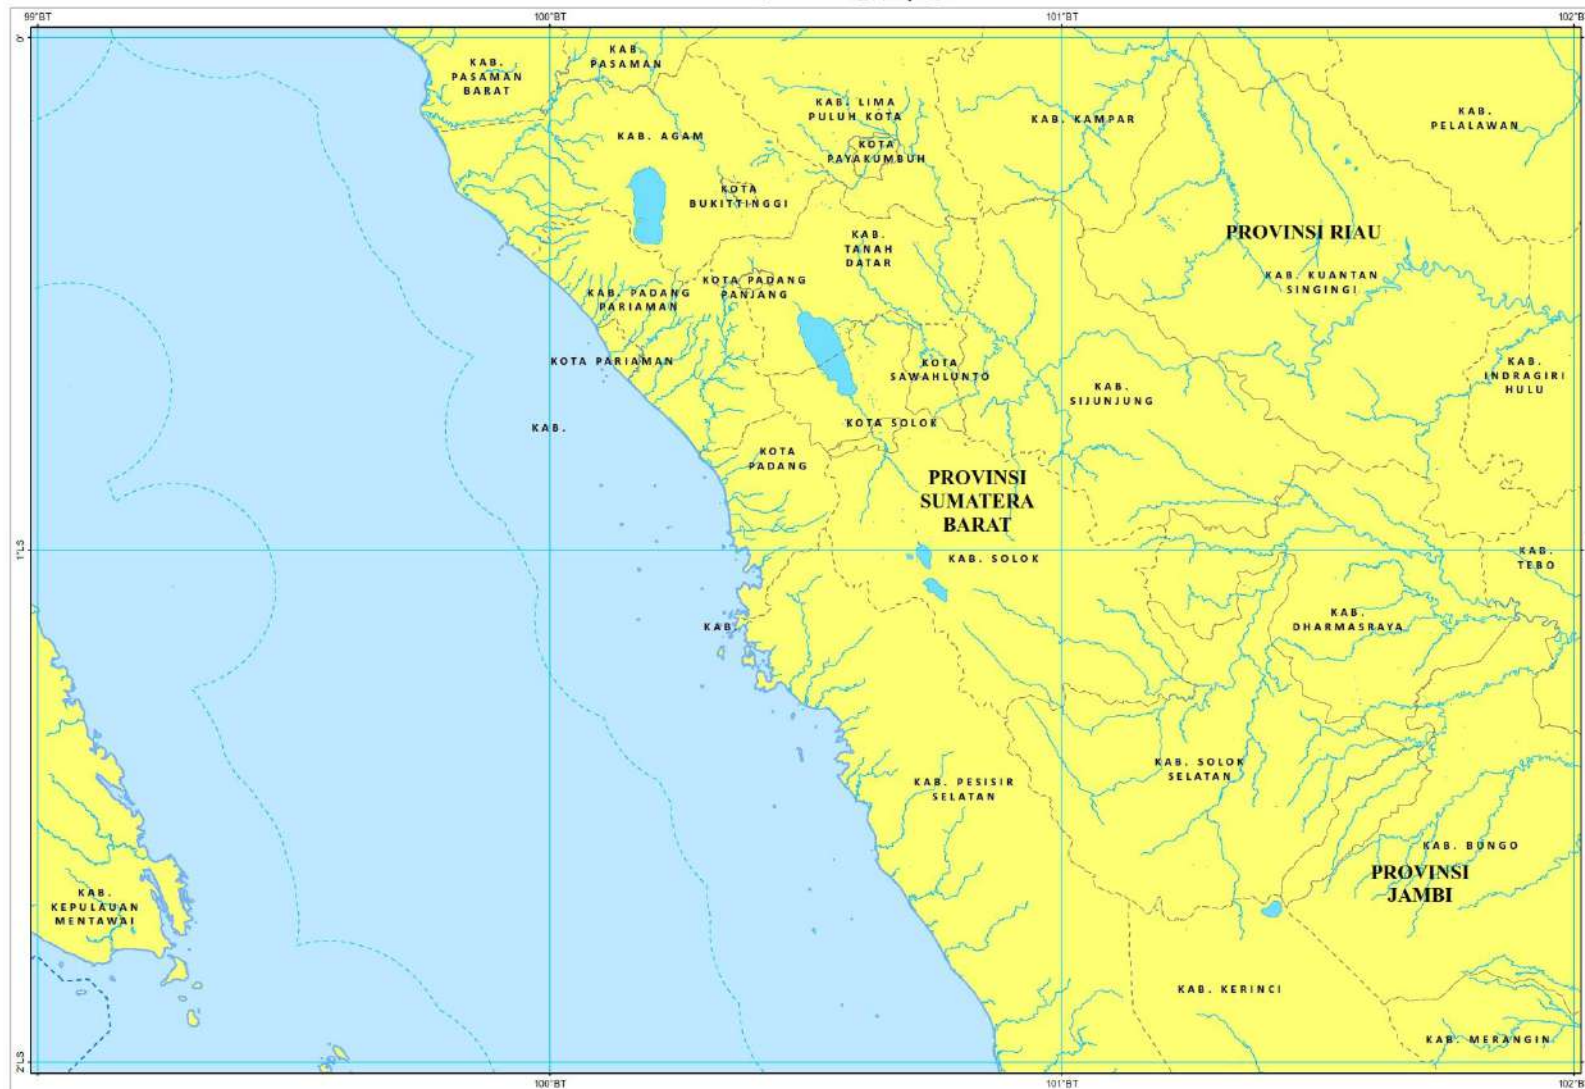 99°BT
100°BT
101°BT
102°B
0°
KAB.
PASAMAN
BARAT
KAB.
PASAMAN
KAB. LIMA
PULUH KOTA
KAB. KAMPAR
KAB.
PELALAWAN
KAB. AGAM
KOTA
PAYAKUMBUH
KOTA
BUKITTINGGI
KAB.
TANAH
DATAR
PROVINSI RIAU
KAB. KUANTAN
SINGINGI
KOTA PADANG
PANJANG
KAB. PADANG
PARIAMAN
KOTA PARIAMAN
KOTA
SAWAHLUNTO
KAB.
SIJUNJUNG
KAB.
INDRAGIRI
HULU
KAB.
KOTA SOLOK
KOTA
PADANG
PROVINSI
SUMATERA
BARAT
1°LS
KAB. SOLOK
KAB.
TEBO
KAB.
KAB.
DHARMASRAYA
KAB. PESISIR
SELATAN
KAB. SOLOK
SELATAN
KAB. BUNGO
PROVINSI
JAMBI
KAB.
KEPULAUAN
MENTAWAI
KAB. KERINCI
KAB. MERANGIN
2°LS
100°BT
101°BT
102°B